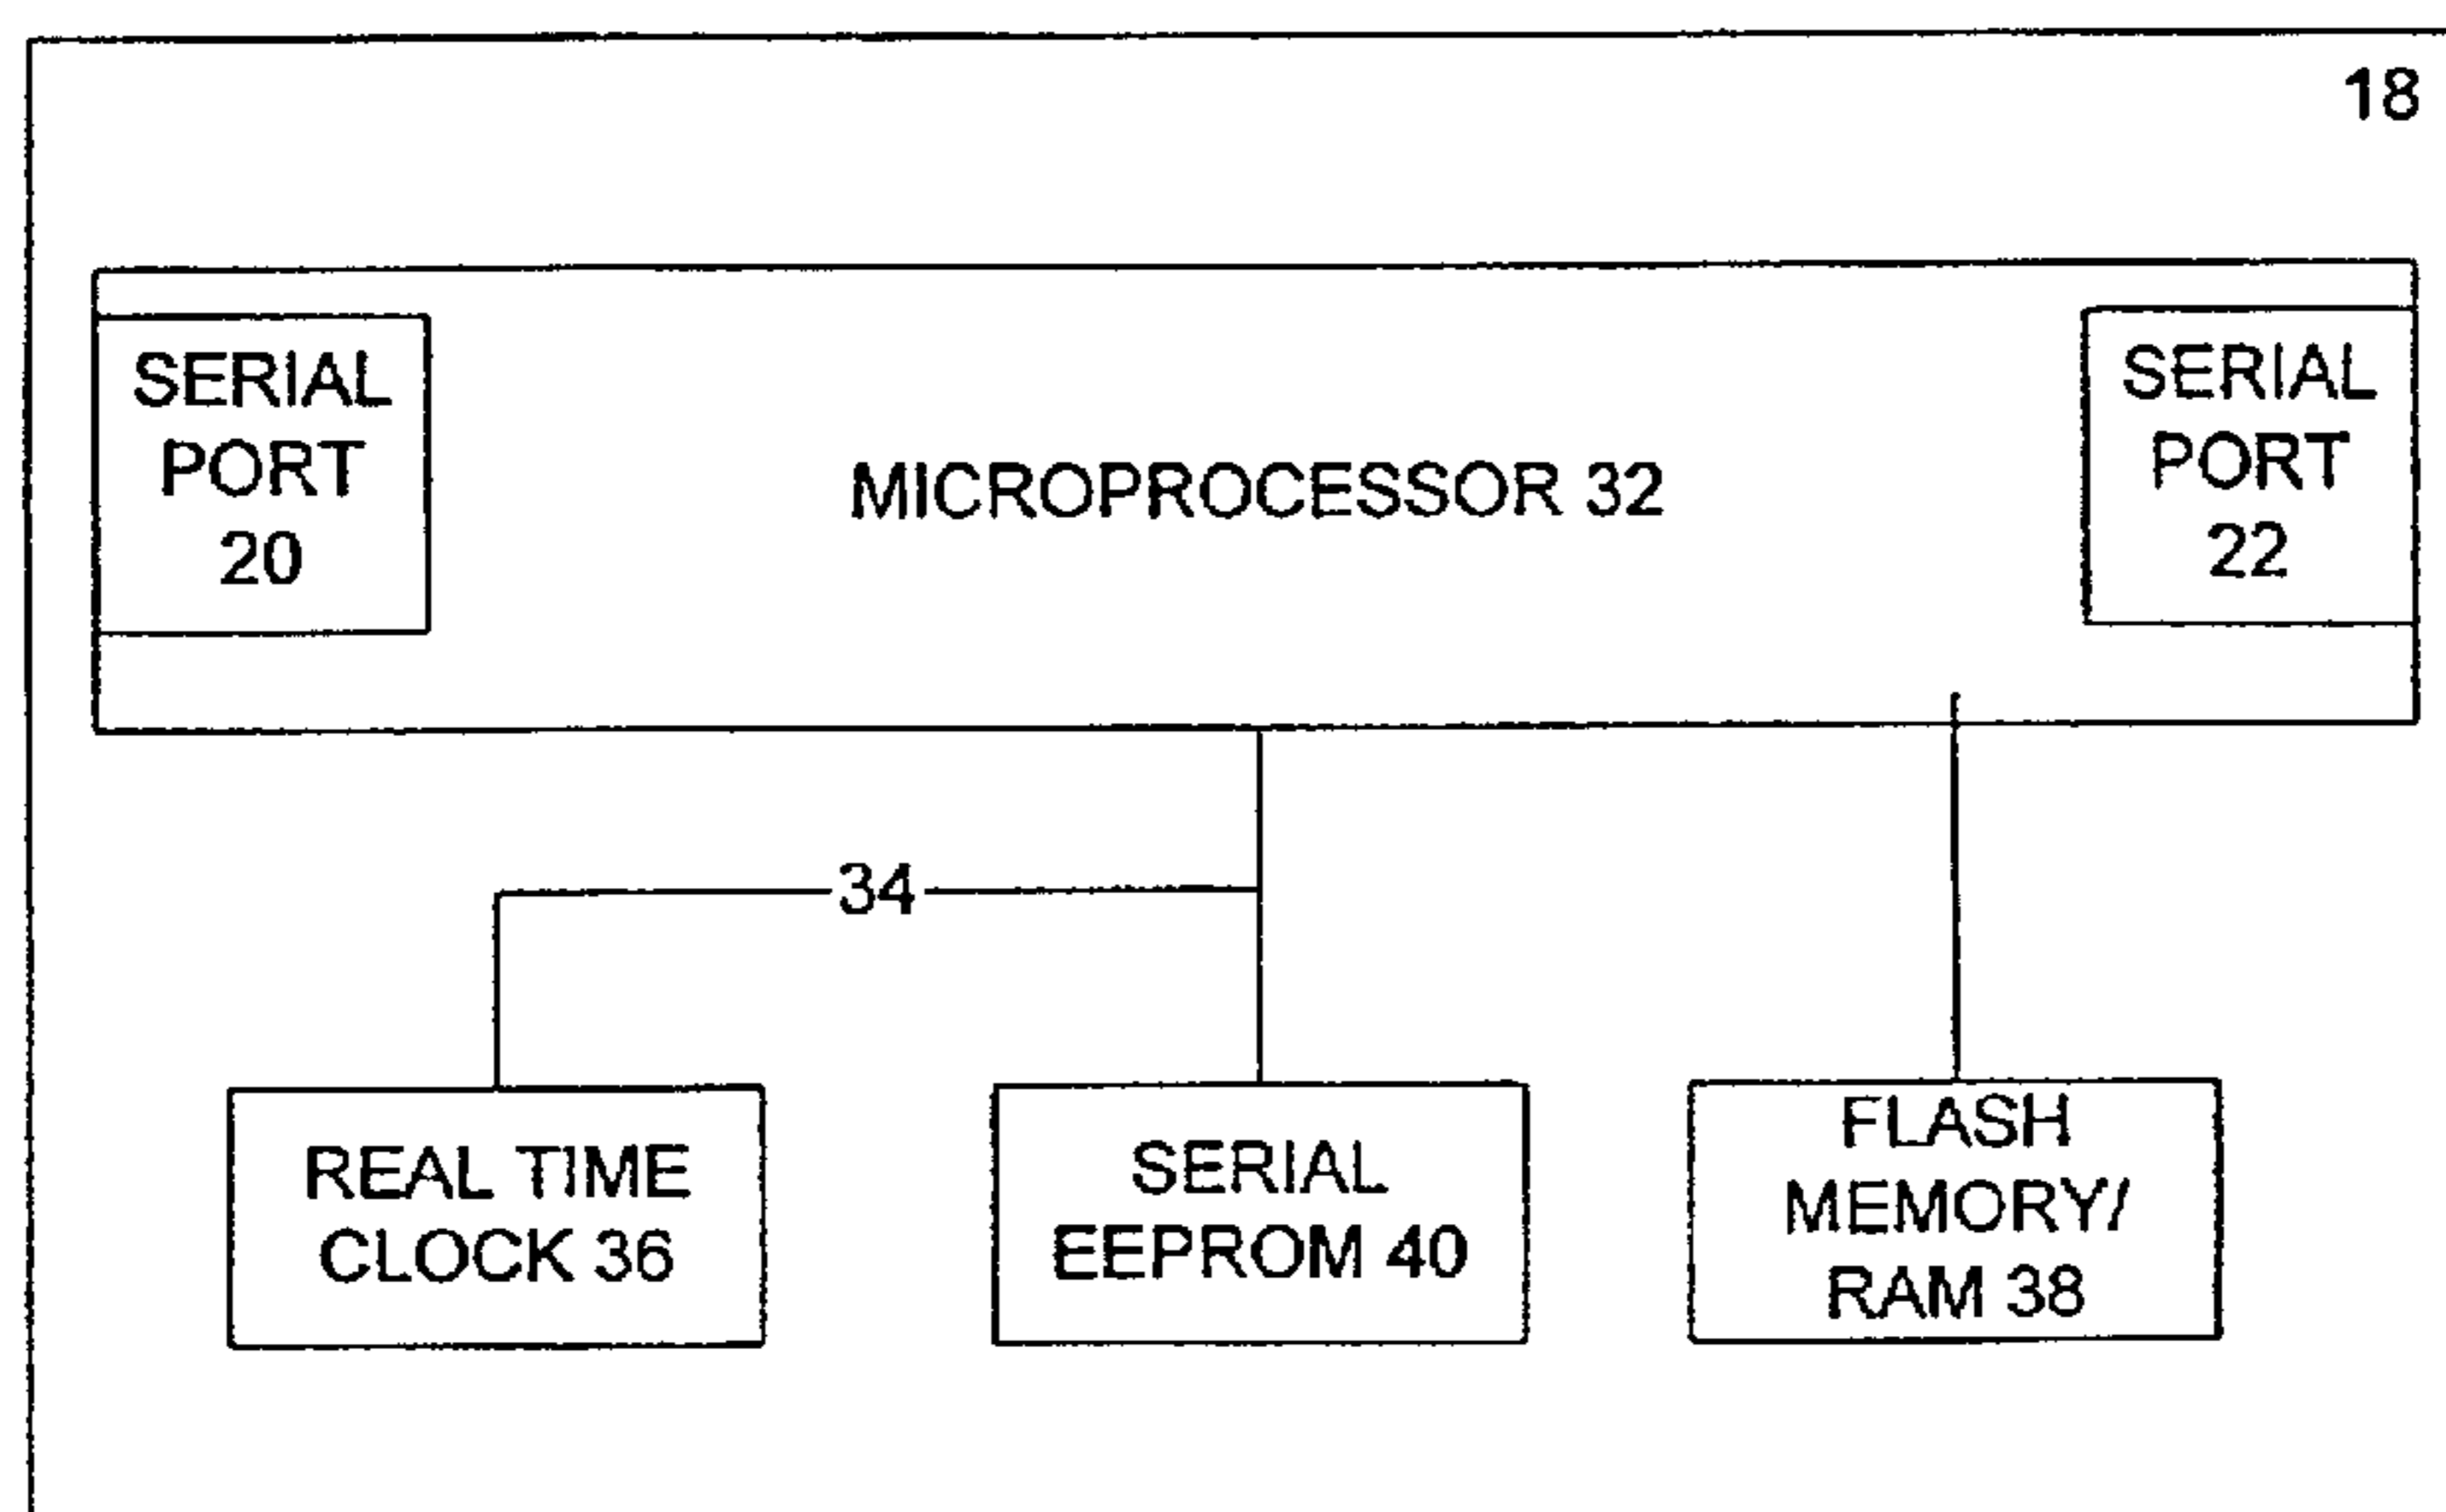 18
SERIAL
PORT
20
MICROPROCESSOR 32
SERIAL
PORT
22
34
REAL TIME
CLOCK 36
SERIAL
EEPROM 40
FLASH
MEMORY/
RAM 38